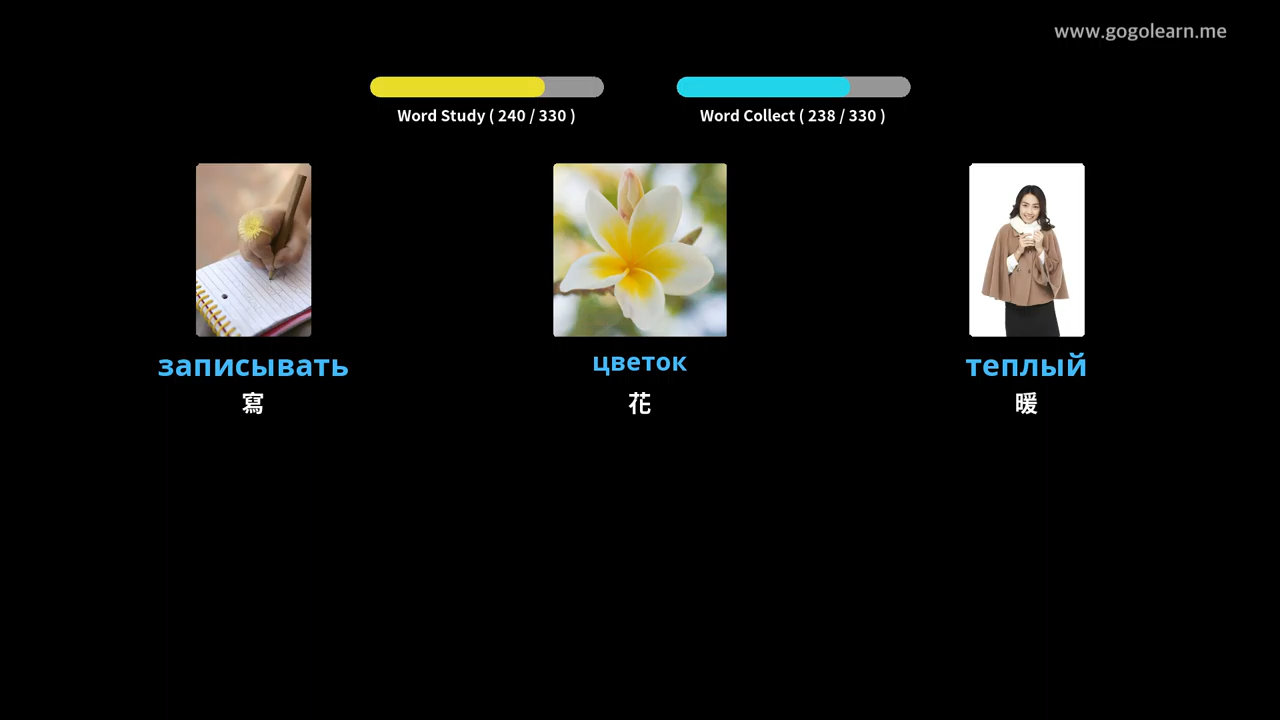 www.gogolearn.me
Word Study ( 240 / 330 )
Word Collect ( 238 / 330 )
записывать
цветок
теплый
寫
花
暖